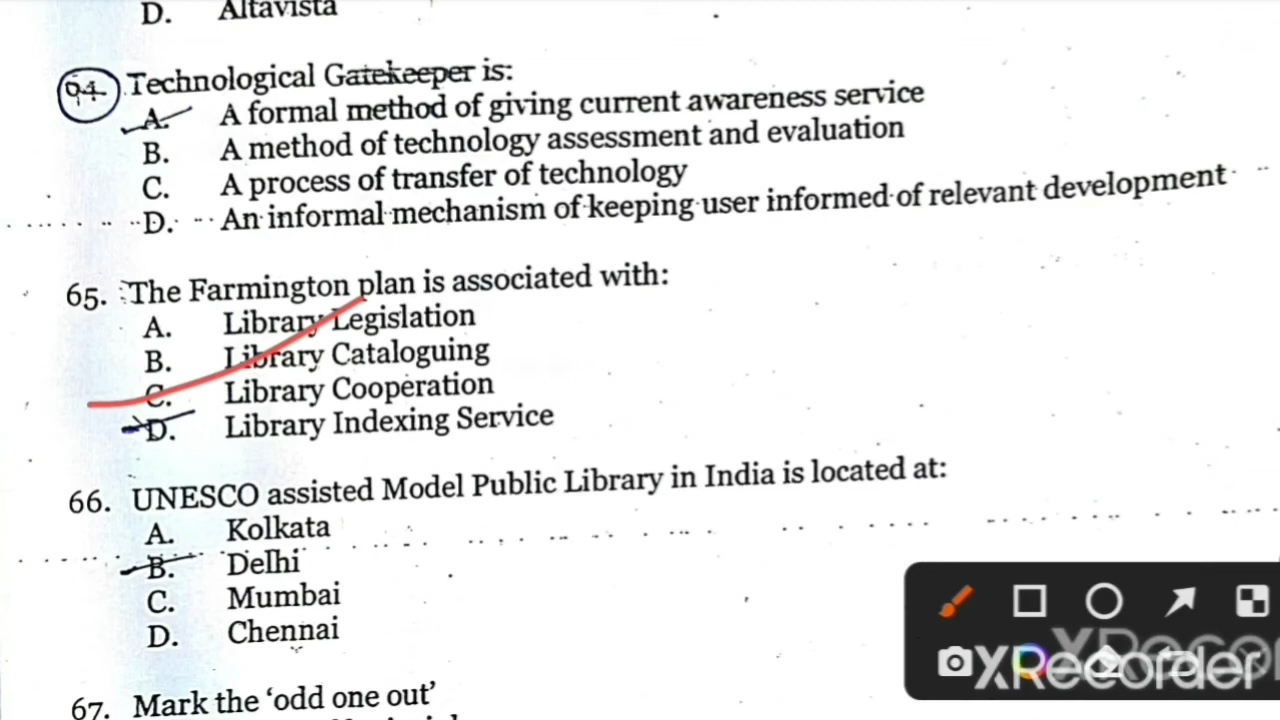 D. Altavista
64. Technological Gatekeeper is:
A. A formal method of giving current awareness service
B. A method of technology assessment and evaluation
C. A process of transfer of technology
D. An informal mechanism of keeping user informed of relevant development
65. The Farmington plan is associated with:
A. Library Legislation
B. Library Cataloguing
C. Library Cooperation
D. Library Indexing Service
66. UNESCO assisted Model Public Library in India is located at:
A. Kolkata
B. Delhi
C. Mumbai
D. Chennai
67. Mark the ‘odd one out’
XRecorder